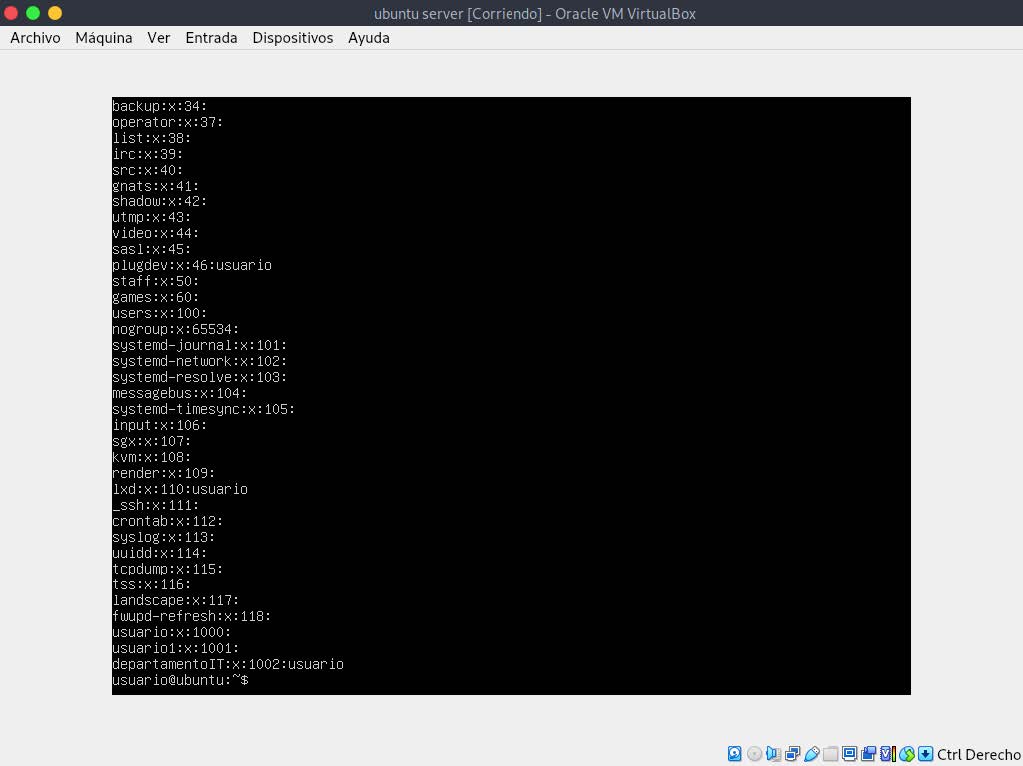 ubuntu server [Corriendo] - Oracle VM VirtualBox
Archivo Máquina Ver Entrada Dispositivos Ayuda
backup:x:34:
operator:x:37:
list:x:38:
irc:x:39:
src:x:40:
gnats:x:41:
shadow:x:42:
utmp:x:43:
video:x:44:
sasl:x:45:
plugdev:x:46:usuario
staff:x:50:
games:x:60:
users:x:100:
nogroup:x:65534:
systemd-journal:x:101:
systemd-network:x:102:
systemd-resolve:x:103:
messagebus:x:104:
systemd-timesync:x:105:
input:x:106:
sgx:x:107:
kvm:x:108:
render:x:109:
lxd:x:110:usuario
_ssh:x:111:
crontab:x:112:
syslog:x:113:
uuidd:x:114:
tcpdump:x:115:
tss:x:116:
landscape:x:117:
fwupd-refresh:x:118:
usuario:x:1000:
usuario1:x:1001:
departamentoIT:x:1002:usuario
usuario@ubuntu:~$
Ctrl Derecho